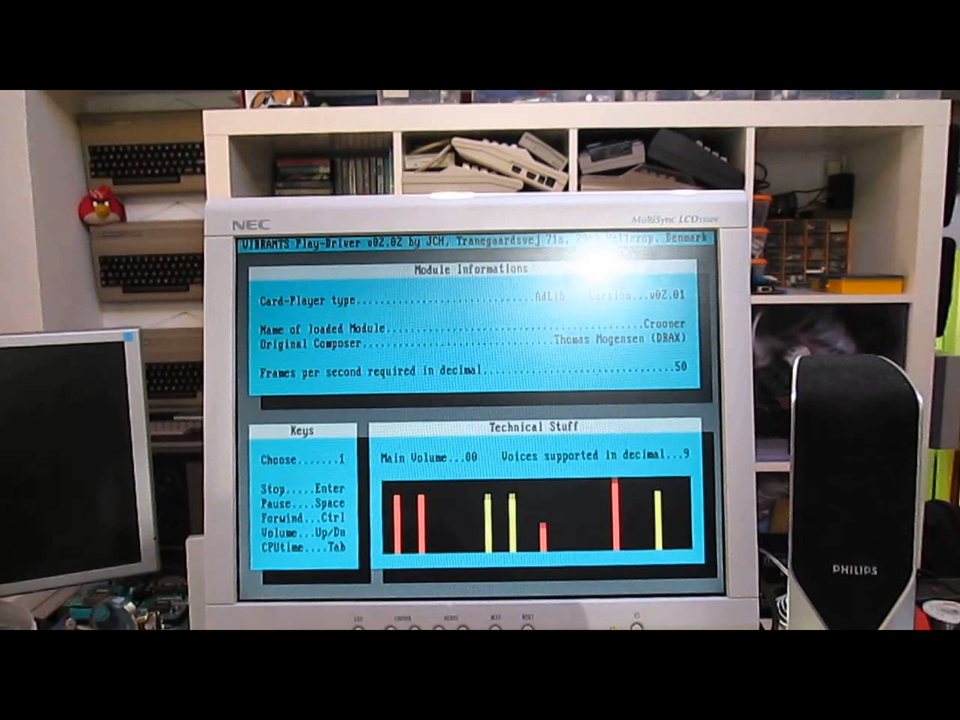 NEC
MultiSync LCD1550V
VIBRANTS Play-Driver v02.02 by JCH, Tranegaardsvej 71a, Hellerup, Denmark
Module Informations
Card-Player type..............................AdLib Version...v02.01
Name of loaded Module...........................................Crooner
Original Composer................................Thomas Mogensen (DRAX)
Frames per second required in decimal................................50
Keys
Choose.......1
Stop.....Enter
Pause....Space
Forwind...Ctrl
Volume...Up/Dn
CPUtime....Tab
Technical Stuff
Main Volume...00 Voices supported in decimal...9
PHILIPS